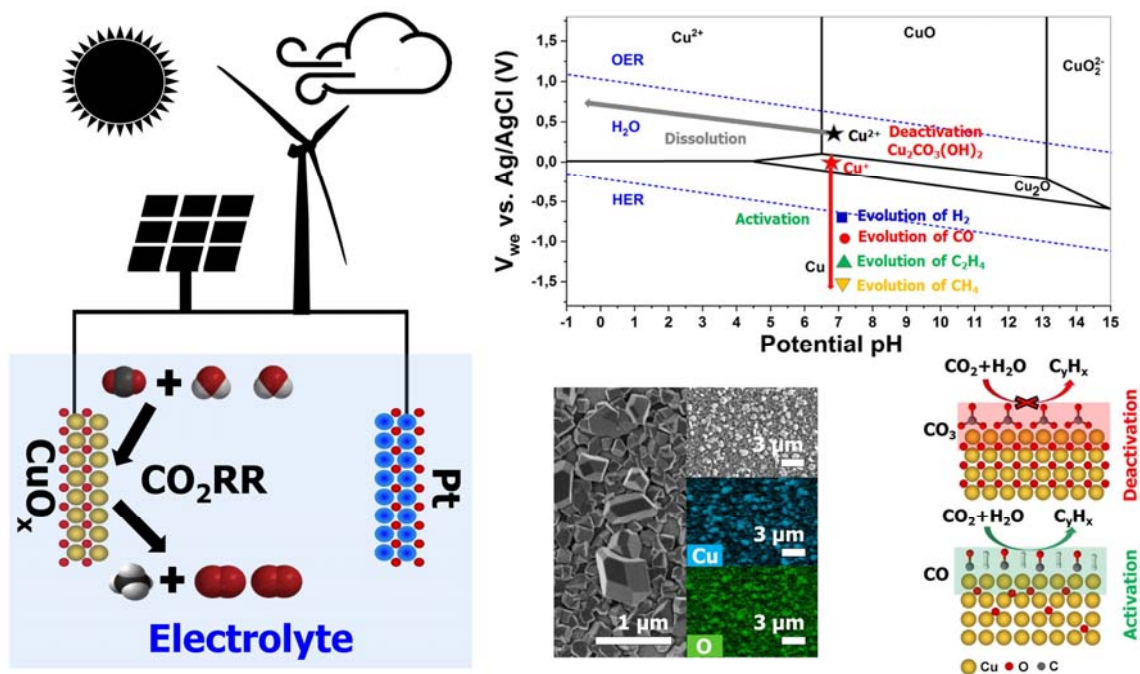 CuOₓ
CO₂RR
Pt
Electrolyte
V_we vs. Ag/AgCl (V)
1,5
1,0
0,5
0,0
-0,5
-1,0
-1,5
Cu²⁺
CuO
CuO₂²⁻
OER
H₂O
Dissolution
Cu²⁺
Deactivation
Cu₂CO₃(OH)₂
Cu⁺
Cu₂O
HER
Activation
Evolution of H₂
Evolution of CO
Cu
Evolution of C₂H₄
Evolution of CH₄
-1 0 1 2 3 4 5 6 7 8 9 10 11 12 13 14 15
Potential pH
1 µm
3 µm
Cu
3 µm
O
3 µm
CO₂+H₂O
CyHₓ
CO₃
Deactivation
CO₂+H₂O
CyHₓ
CO
Activation
Cu O C